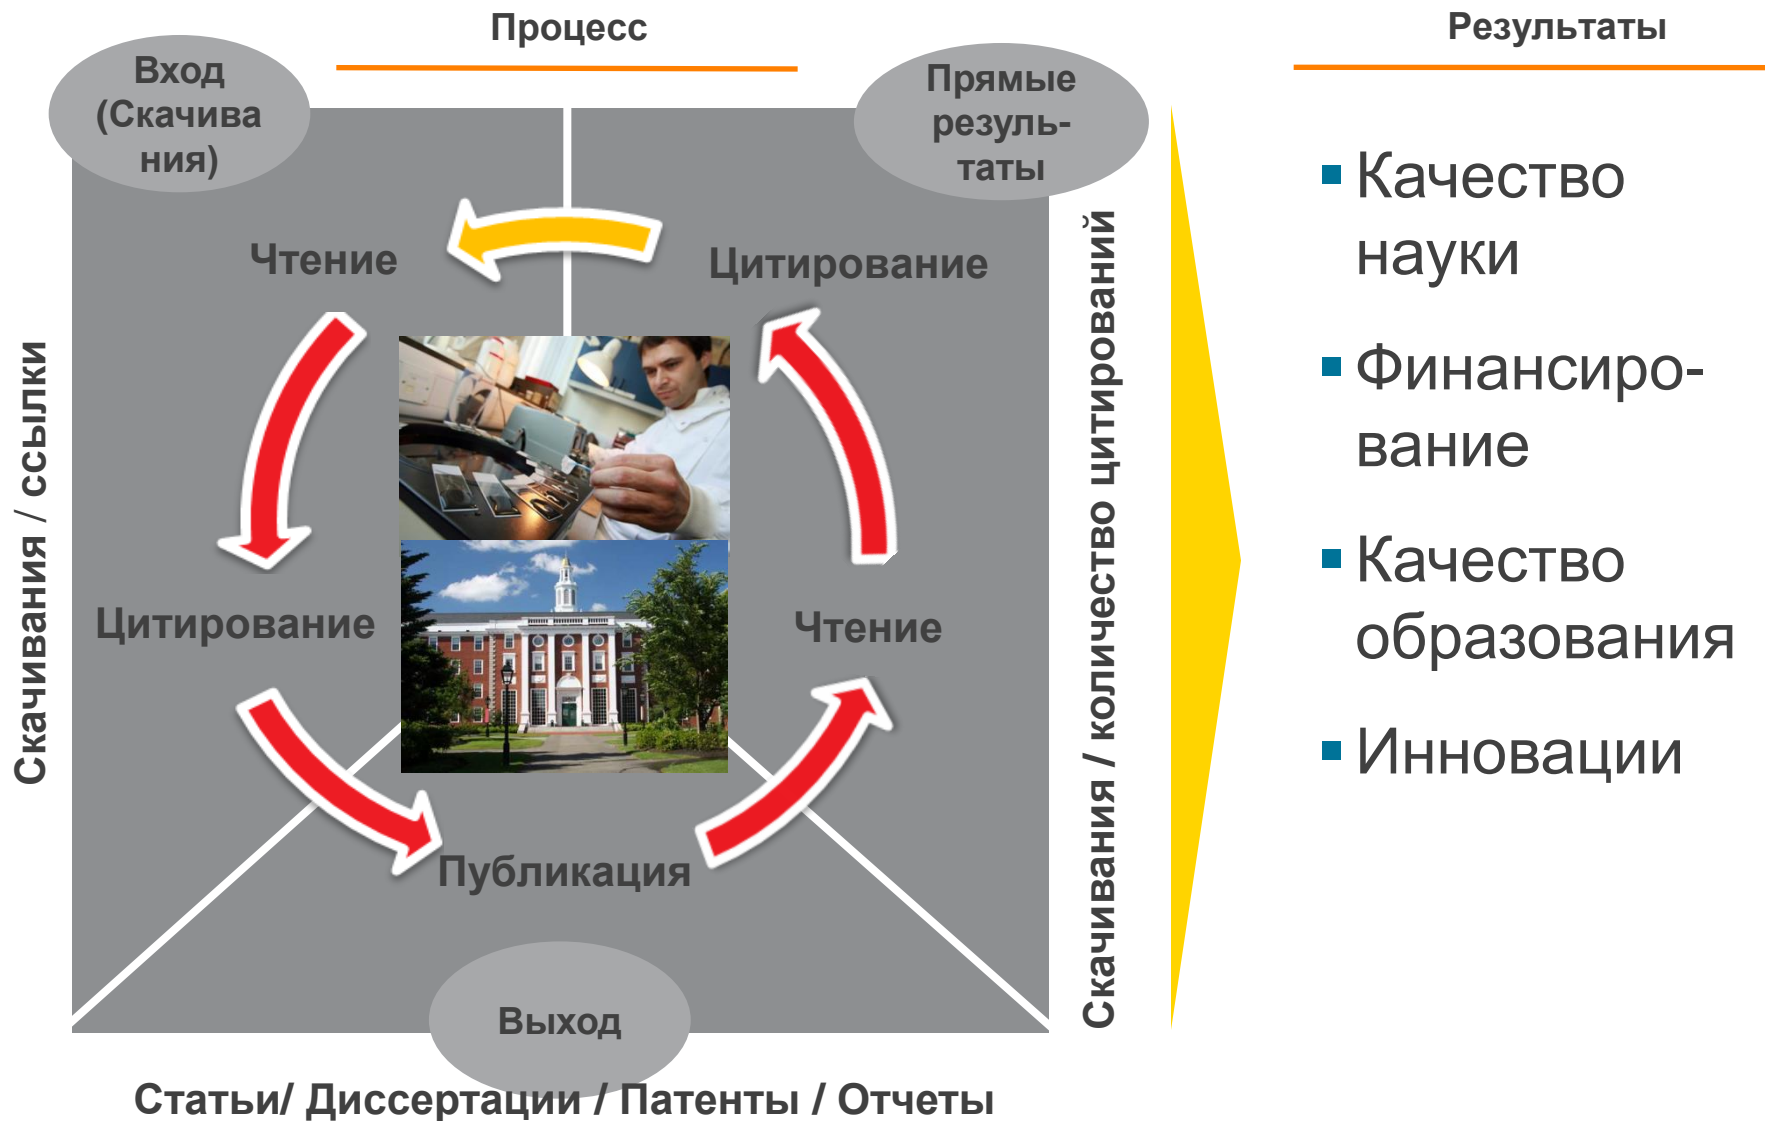 Процесс
Результаты
Вход
(Скачива
ния)
Прямые
резуль-
таты
Чтение
Цитирование
Скачивания / ссылки
Цитирование
Чтение
Публикация
Скачивания / количество цитирований
Выход
Статьи/ Диссертации / Патенты / Отчеты
Качество
науки
Финансиро-
вание
Качество
образования
Инновации